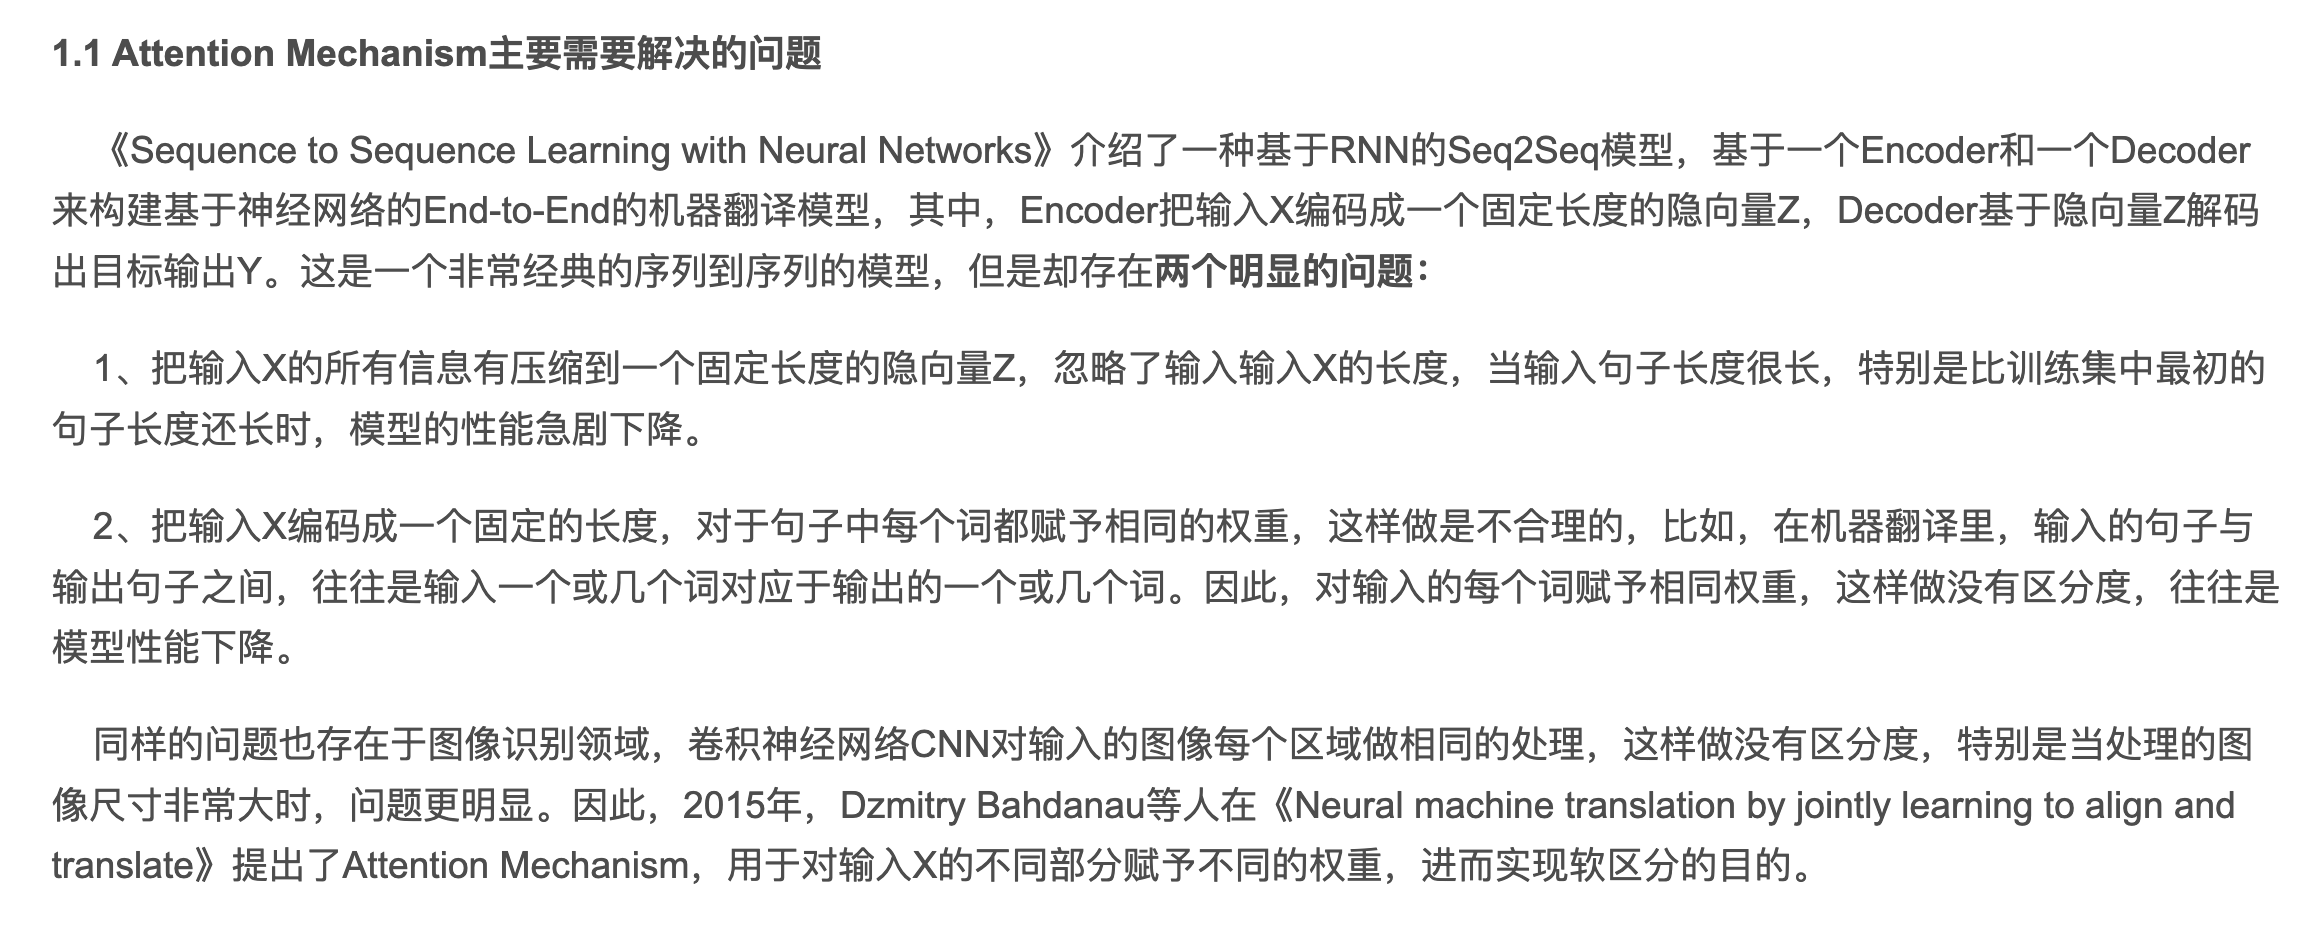 1.1 Attention Mechanism主要需要解决的问题
《Sequence to Sequence Learning with Neural Networks》介绍了一种基于RNN的Seq2Seq模型，基于一个Encoder和一个Decoder
来构建基于神经网络的End-to-End的机器翻译模型，其中，Encoder把输入X编码成一个固定长度的隐向量Z，Decoder基于隐向量Z解码
出目标输出Y。这是一个非常经典的序列到序列的模型，但是却存在两个明显的问题：
1、把输入X的所有信息有压缩到一个固定长度的隐向量Z，忽略了输入输入X的长度，当输入句子长度很长，特别是比训练集中最初的
句子长度还长时，模型的性能急剧下降。
2、把输入X编码成一个固定的长度，对于句子中每个词都赋予相同的权重，这样做是不合理的，比如，在机器翻译里，输入的句子与
输出句子之间，往往是输入一个或几个词对应于输出的一个或几个词。因此，对输入的每个词赋予相同权重，这样做没有区分度，往往是
模型性能下降。
同样的问题也存在于图像识别领域，卷积神经网络CNN对输入的图像每个区域做相同的处理，这样做没有区分度，特别是当处理的图
像尺寸非常大时，问题更明显。因此，2015年，Dzmitry Bahdanau等人在《Neural machine translation by jointly learning to align and
translate》提出了Attention Mechanism，用于对输入X的不同部分赋予不同的权重，进而实现软区分的目的。